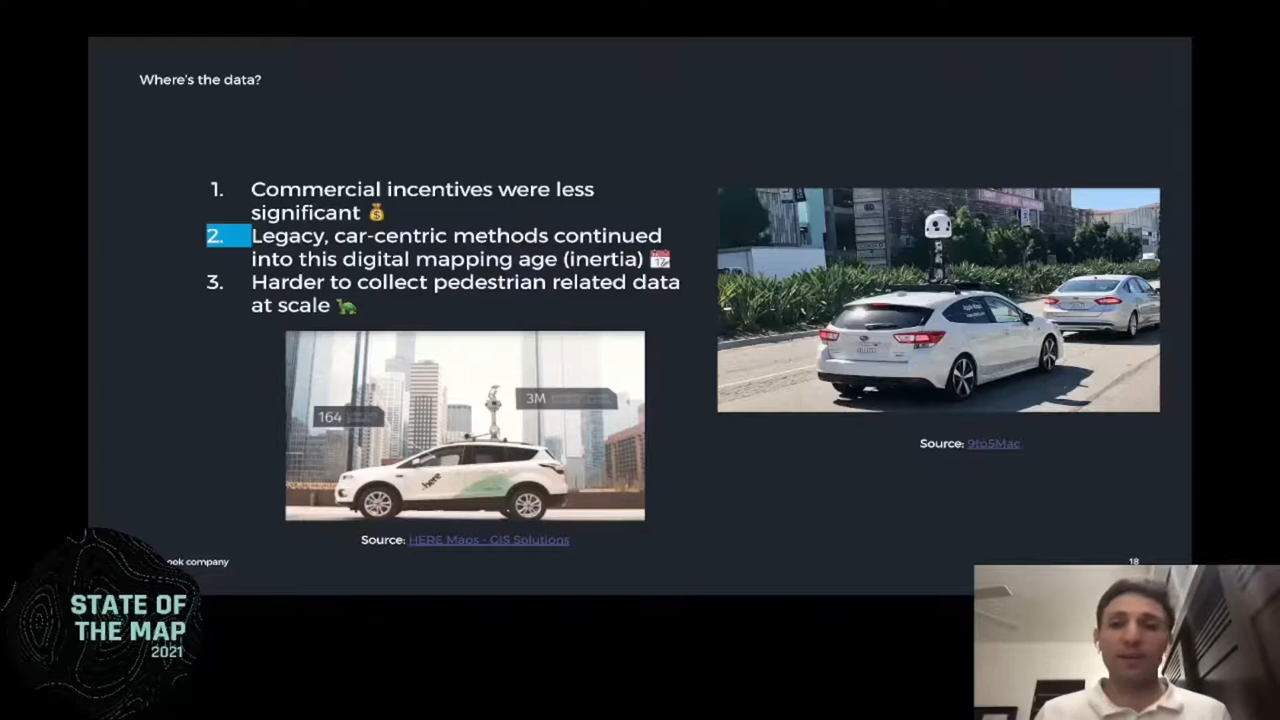 Where's the data?
1. Commercial incentives were less
significant 💰
2. Legacy, car-centric methods continued
into this digital mapping age (inertia) 📆
3. Harder to collect pedestrian related data
at scale 🐢
164
3M
here
Source: 9to5Mac
Source: HERE Maps - GIS Solutions
ook company
18
STATE OF
THE MAP
2021